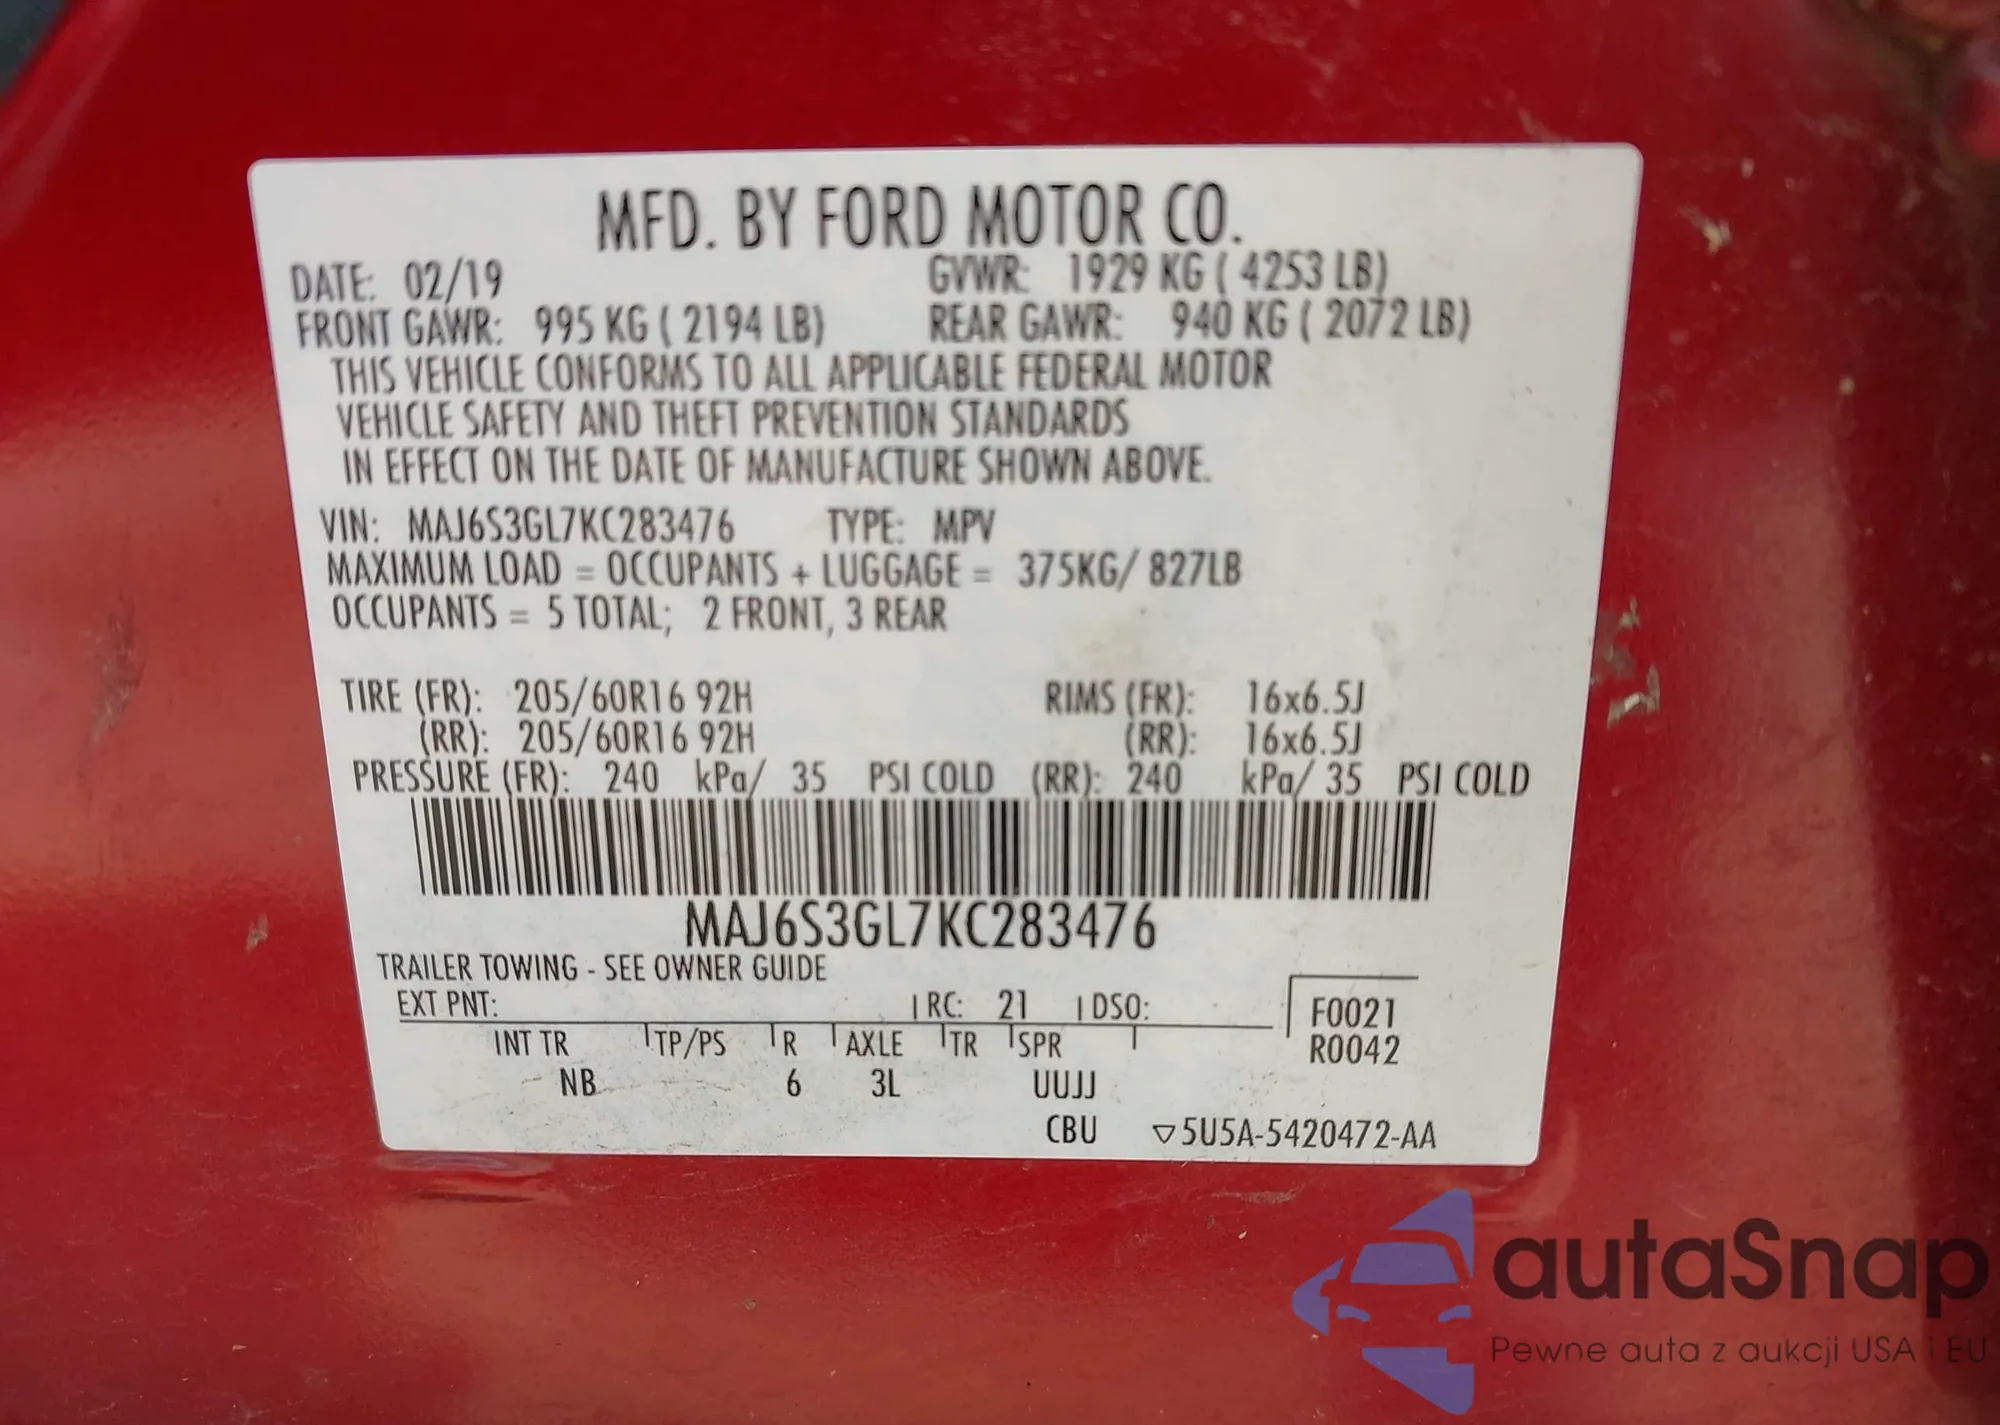 MFD. BY FORD MOTOR CO.
DATE: 02/19 GVWR: 1929 KG ( 4253 LB)
FRONT GAWR: 995 KG ( 2194 LB) REAR GAWR: 940 KG ( 2072 LB)
THIS VEHICLE CONFORMS TO ALL APPLICABLE FEDERAL MOTOR
VEHICLE SAFETY AND THEFT PREVENTION STANDARDS
IN EFFECT ON THE DATE OF MANUFACTURE SHOWN ABOVE.
VIN: MAJ6S3GL7KC283476 TYPE: MPV
MAXIMUM LOAD = OCCUPANTS + LUGGAGE = 375KG/ 827LB
OCCUPANTS = 5 TOTAL; 2 FRONT, 3 REAR
TIRE (FR): 205/60R16 92H RIMS (FR): 16x6.5J
(RR): 205/60R16 92H (RR): 16x6.5J
PRESSURE (FR): 240 kPa/ 35 PSI COLD (RR): 240 kPa/ 35 PSI COLD
MAJ6S3GL7KC283476
TRAILER TOWING - SEE OWNER GUIDE
EXT PNT: RC: 21 DSO: F0021
INT TR TP/PS R AXLE TR SPR R0042
NB 6 3L UUJJ
CBU ▽5U5A-5420472-AA
autaSnap
Pewne auta z aukcji USA i EU